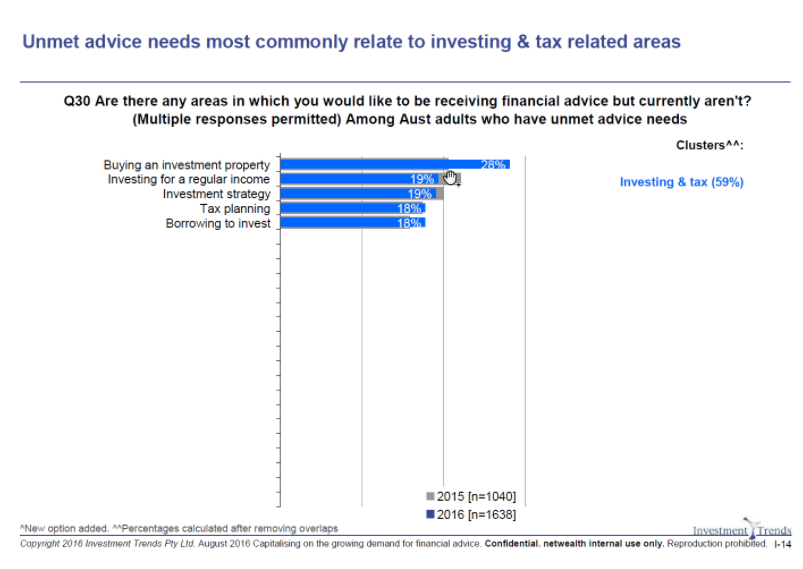 Unmet advice needs most commonly relate to investing & tax related areas
Q30 Are there any areas in which you would like to be receiving financial advice but currently aren't?
(Multiple responses permitted) Among Aust adults who have unmet advice needs
Clusters^^:
Buying an investment property 28%
Investing for a regular income 19%
Investing & tax (59%)
Investment strategy 19%
Tax planning 18%
Borrowing to invest 18%
2015 [n=1040]
2016 [n=1638]
^New option added. ^^Percentages calculated after removing overlaps
Investment Trends
Copyright 2016 Investment Trends Pty Ltd. August 2016 Capitalising on the growing demand for financial advice. Confidential. netwealth internal use only. Reproduction prohibited. I-14